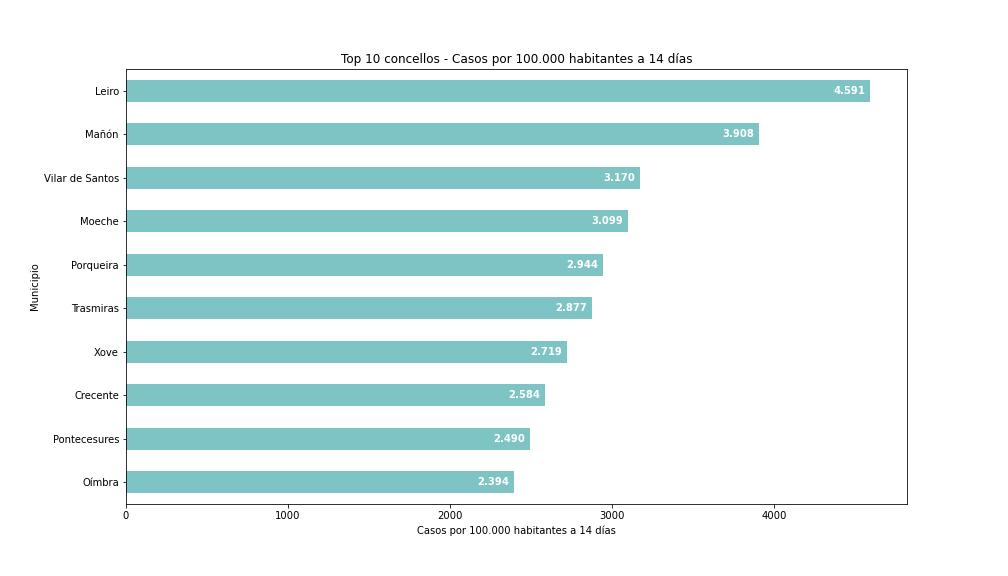 Top 10 concellos - Casos por 100.000 habitantes a 14 días
Municipio
Leiro 4.591
Mañón 3.908
Vilar de Santos 3.170
Moeche 3.099
Porqueira 2.944
Trasmiras 2.877
Xove 2.719
Crecente 2.584
Pontecesures 2.490
Oímbra 2.394
0 1000 2000 3000 4000
Casos por 100.000 habitantes a 14 días